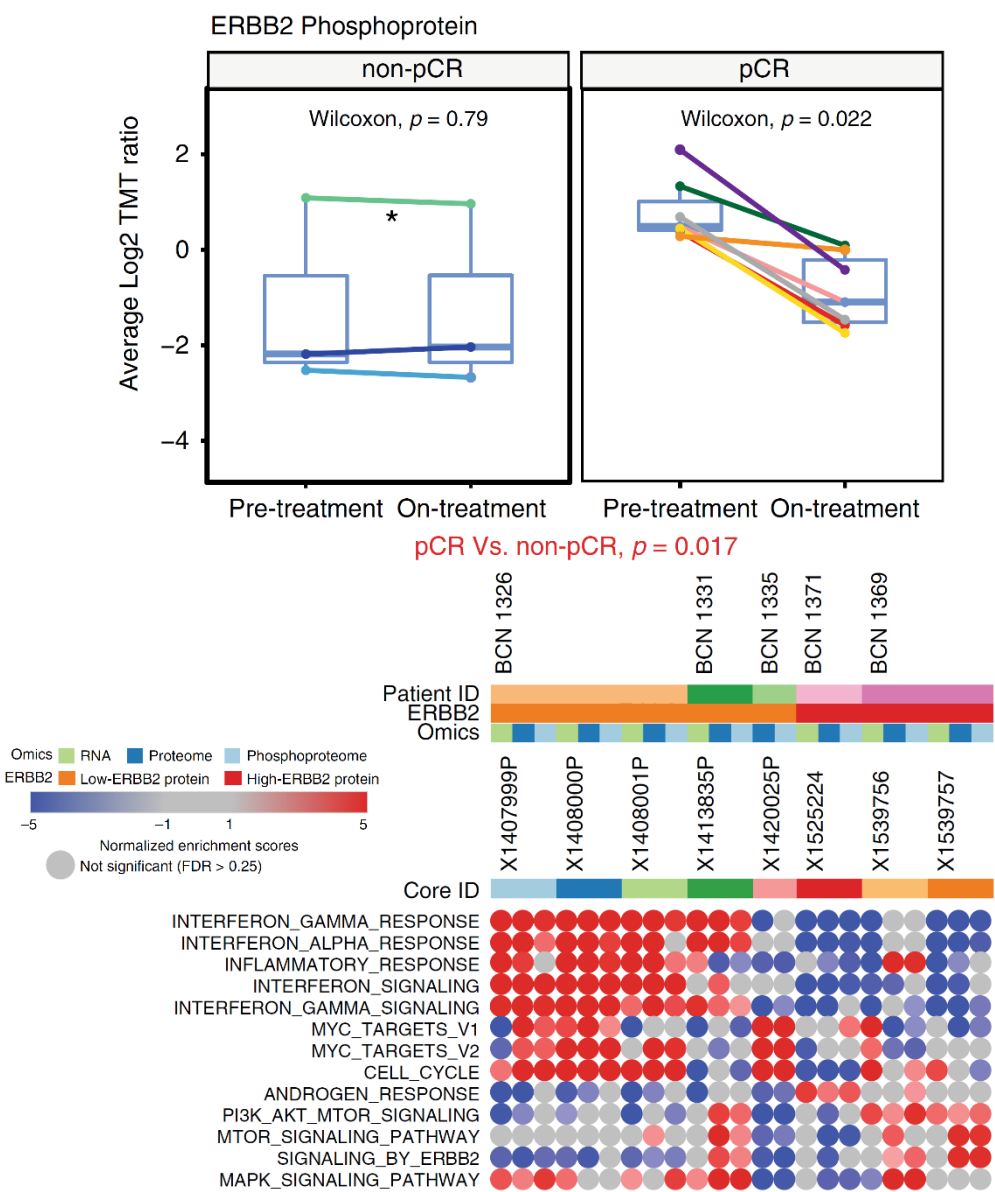 ERBB2 Phosphoprotein
non-pCR
pCR
Wilcoxon, p = 0.79
Wilcoxon, p = 0.022
Average Log2 TMT ratio
2
0
−2
−4
Pre-treatment On-treatment
Pre-treatment On-treatment
pCR Vs. non-pCR, p = 0.017
BCN 1326
BCN 1331
BCN 1335
BCN 1371
BCN 1369
Patient ID
ERBB2
Omics
Omics RNA Proteome Phosphoproteome
ERBB2: Low-ERBB2 protein High-ERBB2 protein
−5 −1 1 5
Normalized enrichment scores
Not significant (FDR > 0.25)
X1407999P
X1408000P
X1408001P
X1413835P
X1420025P
X1525224
X1539756
X1539757
Core ID
INTERFERON_GAMMA_RESPONSE
INTERFERON_ALPHA_RESPONSE
INFLAMMATORY_RESPONSE
INTERFERON_SIGNALING
INTERFERON_GAMMA_SIGNALING
MYC_TARGETS_V1
MYC_TARGETS_V2
CELL_CYCLE
ANDROGEN_RESPONSE
PI3K_AKT_MTOR_SIGNALING
MTOR_SIGNALING_PATHWAY
SIGNALING_BY_ERBB2
MAPK_SIGNALING_PATHWAY